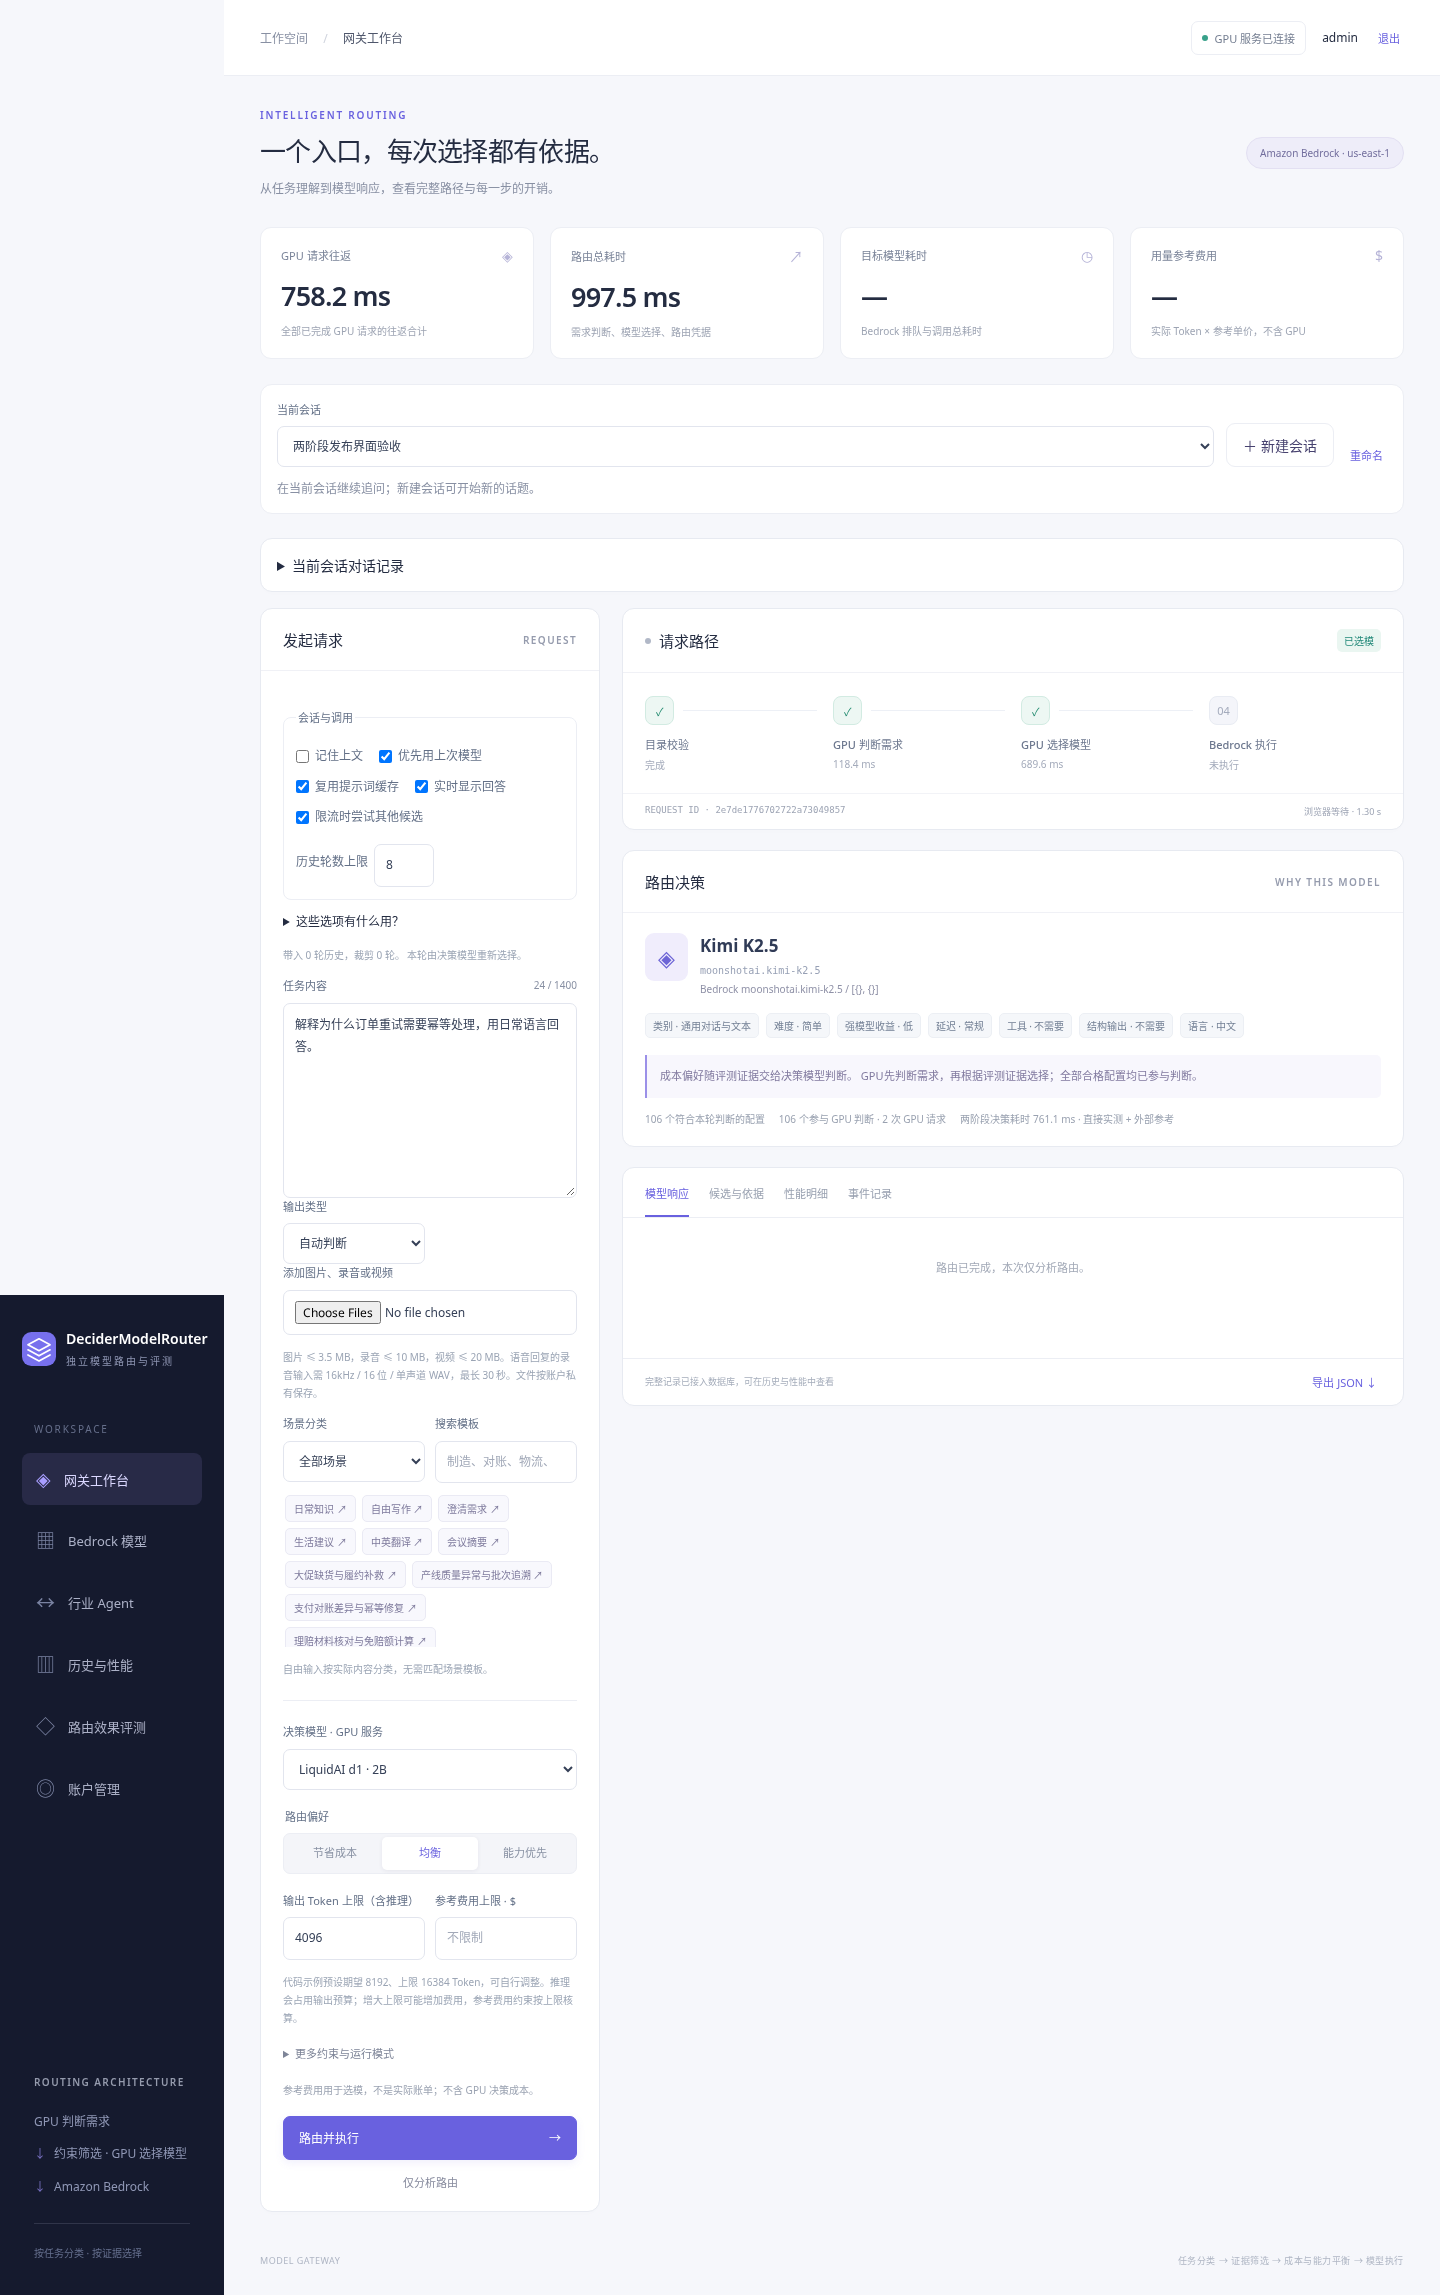 工作空间 / 网关工作台
GPU 服务已连接
admin
退出
INTELLIGENT ROUTING
一个入口，每次选择都有依据。
Amazon Bedrock · us-east-1
从任务理解到模型响应，查看完整路径与每一步的开销。
GPU 请求往返 ◈
758.2 ms
全部已完成 GPU 请求的往返合计
路由总耗时 ↗
997.5 ms
需求判断、模型选择、路由凭据
目标模型耗时 ◷
—
Bedrock 排队与调用总耗时
用量参考费用 $
—
实际 Token × 参考单价，不含 GPU
当前会话
两阶段发布界面验收
＋ 新建会话
重命名
在当前会话继续追问；新建会话可开始新的话题。
▶ 当前会话对话记录
发起请求 REQUEST
会话与调用
记住上文 优先用上次模型
复用提示词缓存 实时显示回答
限流时尝试其他候选
历史轮数上限 8
▶ 这些选项有什么用？
带入 0 轮历史，裁剪 0 轮。 本轮由决策模型重新选择。
任务内容 24 / 1400
解释为什么订单重试需要幂等处理，用日常语言回
答。
输出类型
自动判断
添加图片、录音或视频
Choose Files No file chosen
图片 ≤ 3.5 MB，录音 ≤ 10 MB，视频 ≤ 20 MB。语音回复的录
音输入需 16kHz / 16 位 / 单声道 WAV，最长 30 秒。文件按账户私
有保存。
场景分类 搜索模板
全部场景 制造、对账、物流、
日常知识 ↗ 自由写作 ↗ 澄清需求 ↗
生活建议 ↗ 中英翻译 ↗ 会议摘要 ↗
大促缺货与履约补救 ↗ 产线质量异常与批次追溯 ↗
支付对账差异与幂等修复 ↗
理赔材料核对与免赔额计算 ↗
自由输入按实际内容分类，无需匹配场景模板。
决策模型 · GPU 服务
LiquidAI d1 · 2B
路由偏好
节省成本 均衡 能力优先
输出 Token 上限（含推理） 参考费用上限 · $
4096 不限制
代码示例预设期望 8192、上限 16384 Token，可自行调整。推理
会占用输出预算；增大上限可能增加费用，参考费用约束按上限核
算。
▶ 更多约束与运行模式
参考费用用于选模，不是实际账单；不含 GPU 决策成本。
路由并执行 →
仅分析路由
请求路径 已选模
✓ ✓ ✓ 04
目录校验 GPU 判断需求 GPU 选择模型 Bedrock 执行
完成 118.4 ms 689.6 ms 未执行
REQUEST ID · 2e7de1776702722a73049857 浏览器等待 · 1.30 s
路由决策 WHY THIS MODEL
◈ Kimi K2.5
moonshotai.kimi-k2.5
Bedrock moonshotai.kimi-k2.5 / [{}, {}]
类别 · 通用对话与文本 难度 · 简单 强模型收益 · 低 延迟 · 常规 工具 · 不需要 结构输出 · 不需要 语言 · 中文
成本偏好随评测证据交给决策模型判断。 GPU先判断需求，再根据评测证据选择；全部合格配置均已参与判断。
106 个符合本轮判断的配置 106 个参与 GPU 判断 · 2 次 GPU 请求 两阶段决策耗时 761.1 ms · 直接实测 + 外部参考
模型响应 候选与依据 性能明细 事件记录
路由已完成，本次仅分析路由。
完整记录已接入数据库，可在历史与性能中查看 导出 JSON ↓
DeciderModelRouter
独立模型路由与评测
WORKSPACE
◈ 网关工作台
▦ Bedrock 模型
↔ 行业 Agent
▥ 历史与性能
◇ 路由效果评测
◎ 账户管理
ROUTING ARCHITECTURE
GPU 判断需求
↓ 约束筛选 · GPU 选择模型
↓ Amazon Bedrock
按任务分类 · 按证据选择
MODEL GATEWAY 任务分类 → 证据筛选 → 成本与能力平衡 → 模型执行